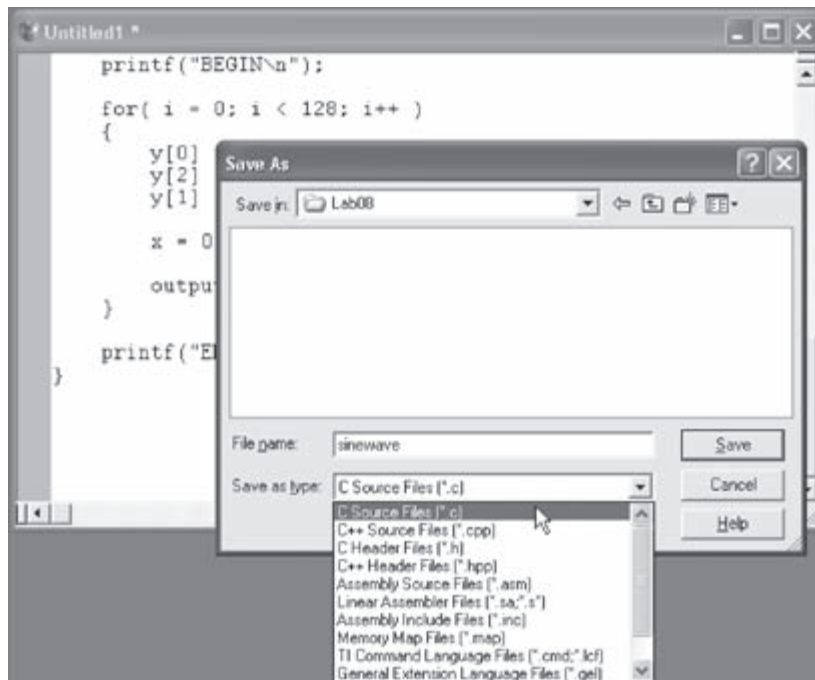 Untitled1 *
printf("BEGIN\n");
for( i = 0; i < 128; i++ )
{
y[0]
y[2]
y[1]
x = 0
outpu
}
printf("E
}
Save As
Save in: Lab08
File name: sinewave
Save
Save as type: C Source Files (*.c)
Cancel
Help
C Source Files (*.c)
C++ Source Files (*.cpp)
C Header Files (*.h)
C++ Header Files (*.hpp)
Assembly Source Files (*.asm)
Linear Assembler Files (*.sa;*.s*)
Assembly Include Files (*.inc)
Memory Map Files (*.map)
TI Command Language Files (*.cmd;*.lcf)
General Extension Language Files (*.gel)